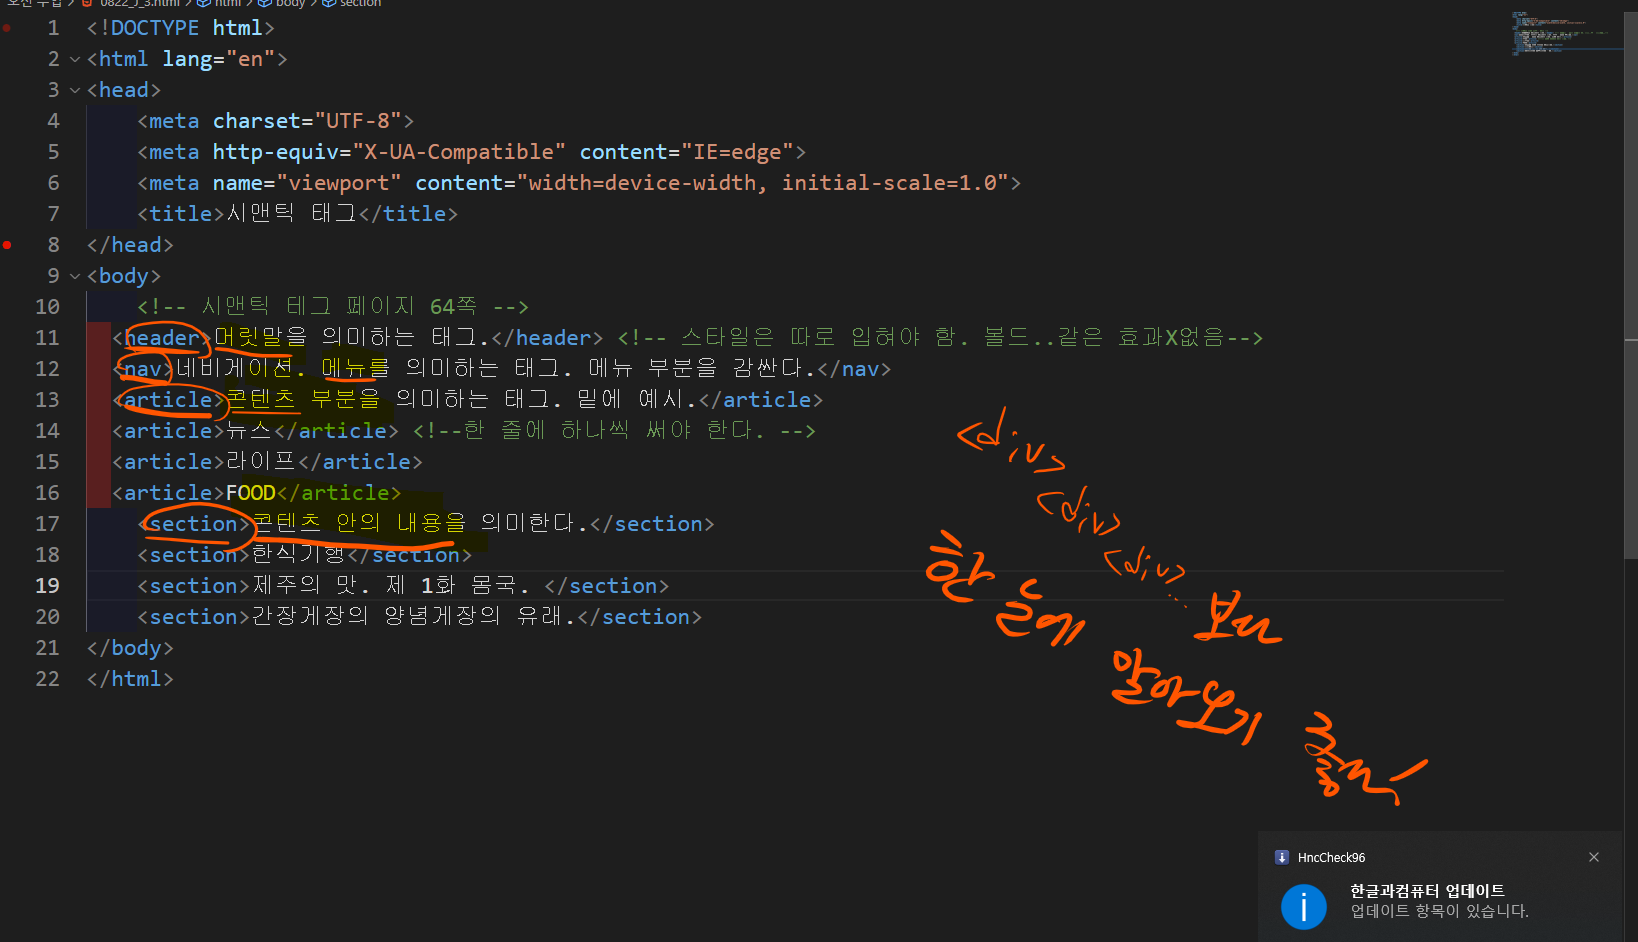 오전 수업 > 0822_J_3.html > html > body > section
1 <!DOCTYPE html>
2 <html lang="en">
3 <head>
4 <meta charset="UTF-8">
5 <meta http-equiv="X-UA-Compatible" content="IE=edge">
6 <meta name="viewport" content="width=device-width, initial-scale=1.0">
7 <title>시맨틱 태그</title>
8 </head>
9 <body>
10 <!-- 시맨틱 테그 페이지 64쪽 -->
11 <header>머릿말을 의미하는 태그.</header> <!-- 스타일은 따로 입혀야 함. 볼드..같은 효과X없음-->
12 <nav>네비게이션. 메뉴를 의미하는 태그. 메뉴 부분을 감싼다.</nav>
13 <article>콘텐츠 부분을 의미하는 태그. 밑에 예시.</article>
14 <article>뉴스</article> <!--한 줄에 하나씩 써야 한다. -->
15 <article>라이프</article>
16 <article>FOOD</article>
17 <section>콘텐츠 안의 내용을 의미한다.</section>
18 <section>한식기행</section>
19 <section>제주의 맛. 제 1화 몸국. </section>
20 <section>간장게장의 양념게장의 유래.</section>
21 </body>
22 </html>
<div>
<div>
<div>
... 보다
한 눈에
알아보기
좋다!
HncCheck96
한글과컴퓨터 업데이트
업데이트 항목이 있습니다.